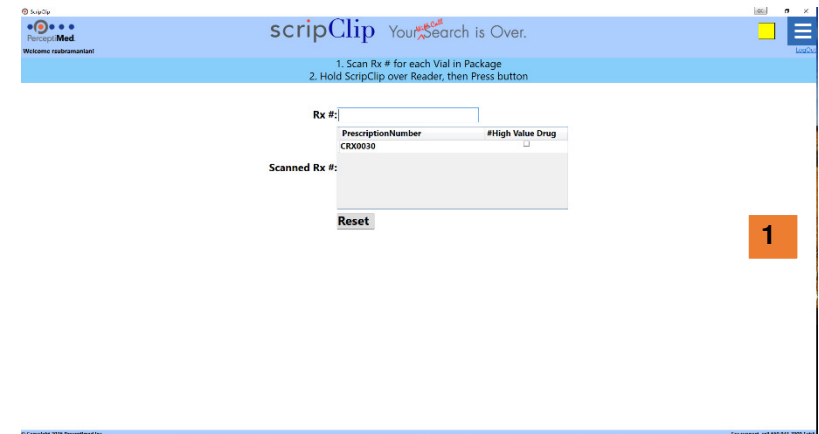 ScripClip
PerceptiMed.
Welcome rsubramanian!
scripClip Your Search is Over.
LogOut
1. Scan Rx # for each Vial in Package
2. Hold ScripClip over Reader, then Press button
Rx #:
PrescriptionNumber #High Value Drug
CRX0030
Scanned Rx #:
Reset
1